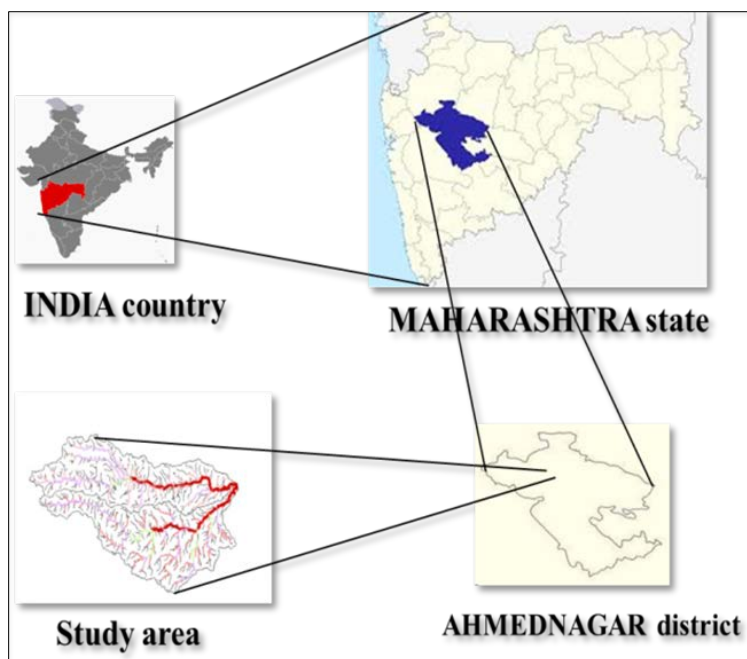 INDIA country
MAHARASHTRA state
Study area
AHMEDNAGAR district